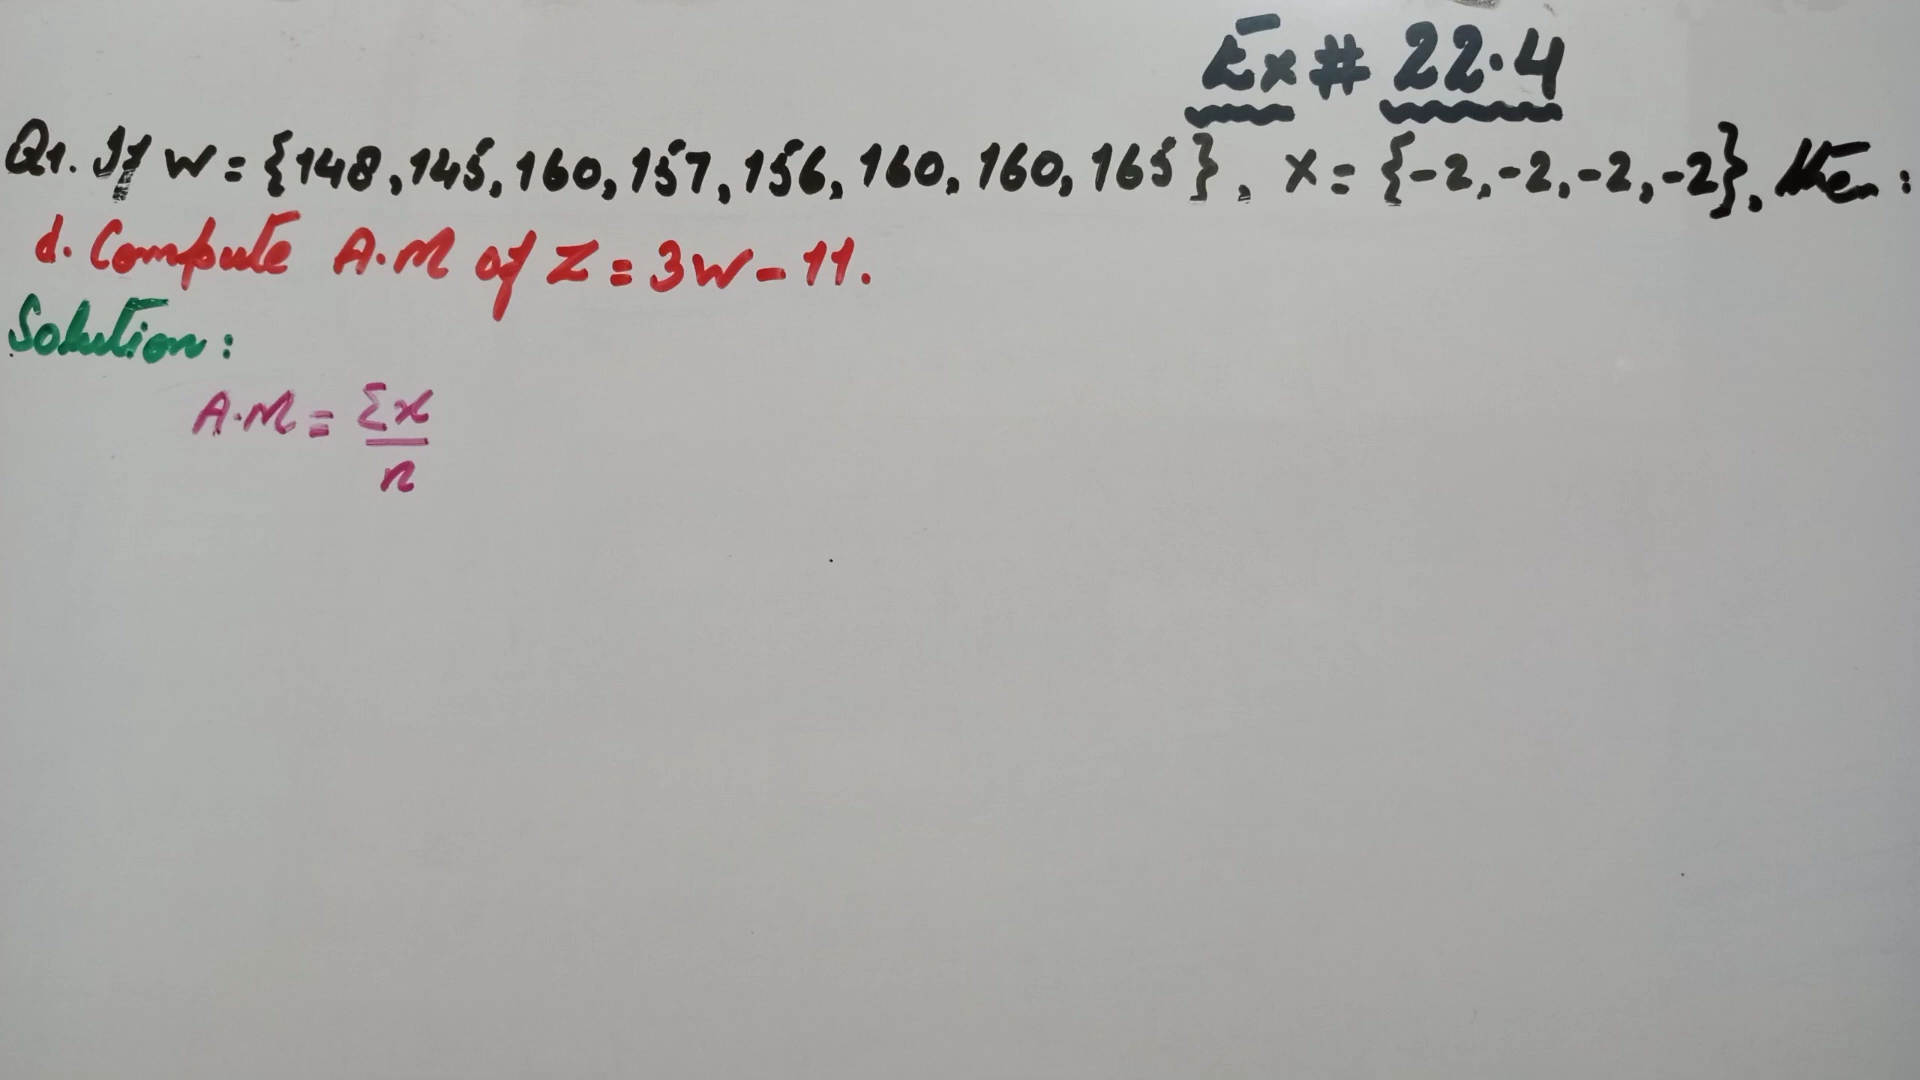 Ex # 22.4
Q1. If W = {148, 145, 160, 157, 156, 160, 160, 165}, X = {-2, -2, -2, -2}, then :
d. Compute A.M of Z = 3W - 11.
Solution :
A.M = Σx
n